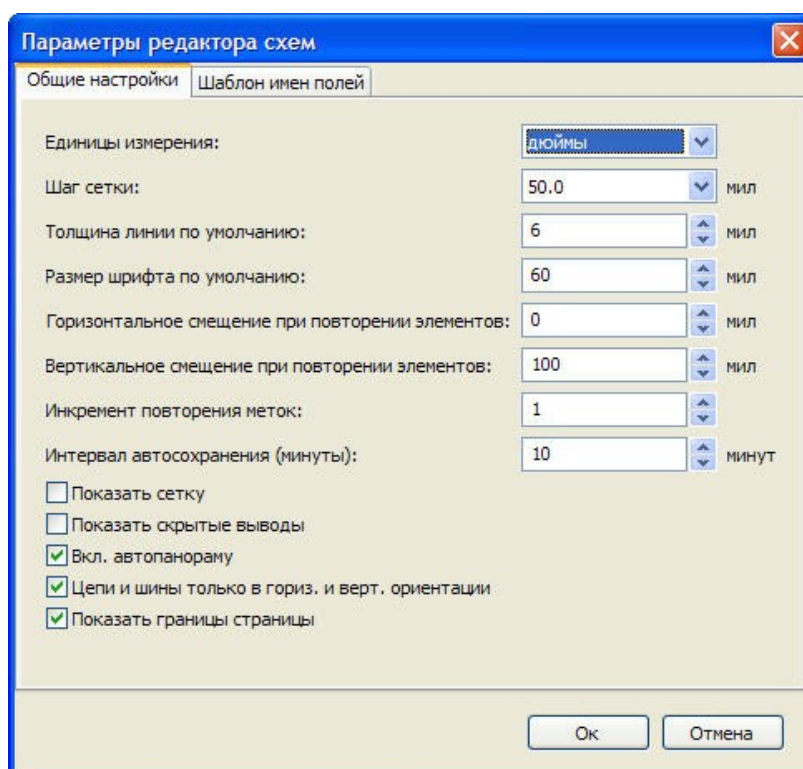 Параметры редактора схем
Общие настройки Шаблон имен полей
Единицы измерения: дюймы
Шаг сетки: 50.0 мил
Толщина линии по умолчанию: 6 мил
Размер шрифта по умолчанию: 60 мил
Горизонтальное смещение при повторении элементов: 0 мил
Вертикальное смещение при повторении элементов: 100 мил
Инкремент повторения меток: 1
Интервал автосохранения (минуты): 10 минут
Показать сетку
Показать скрытые выводы
Вкл. автопанораму
Цепи и шины только в гориз. и верт. ориентации
Показать границы страницы
Ок Отмена